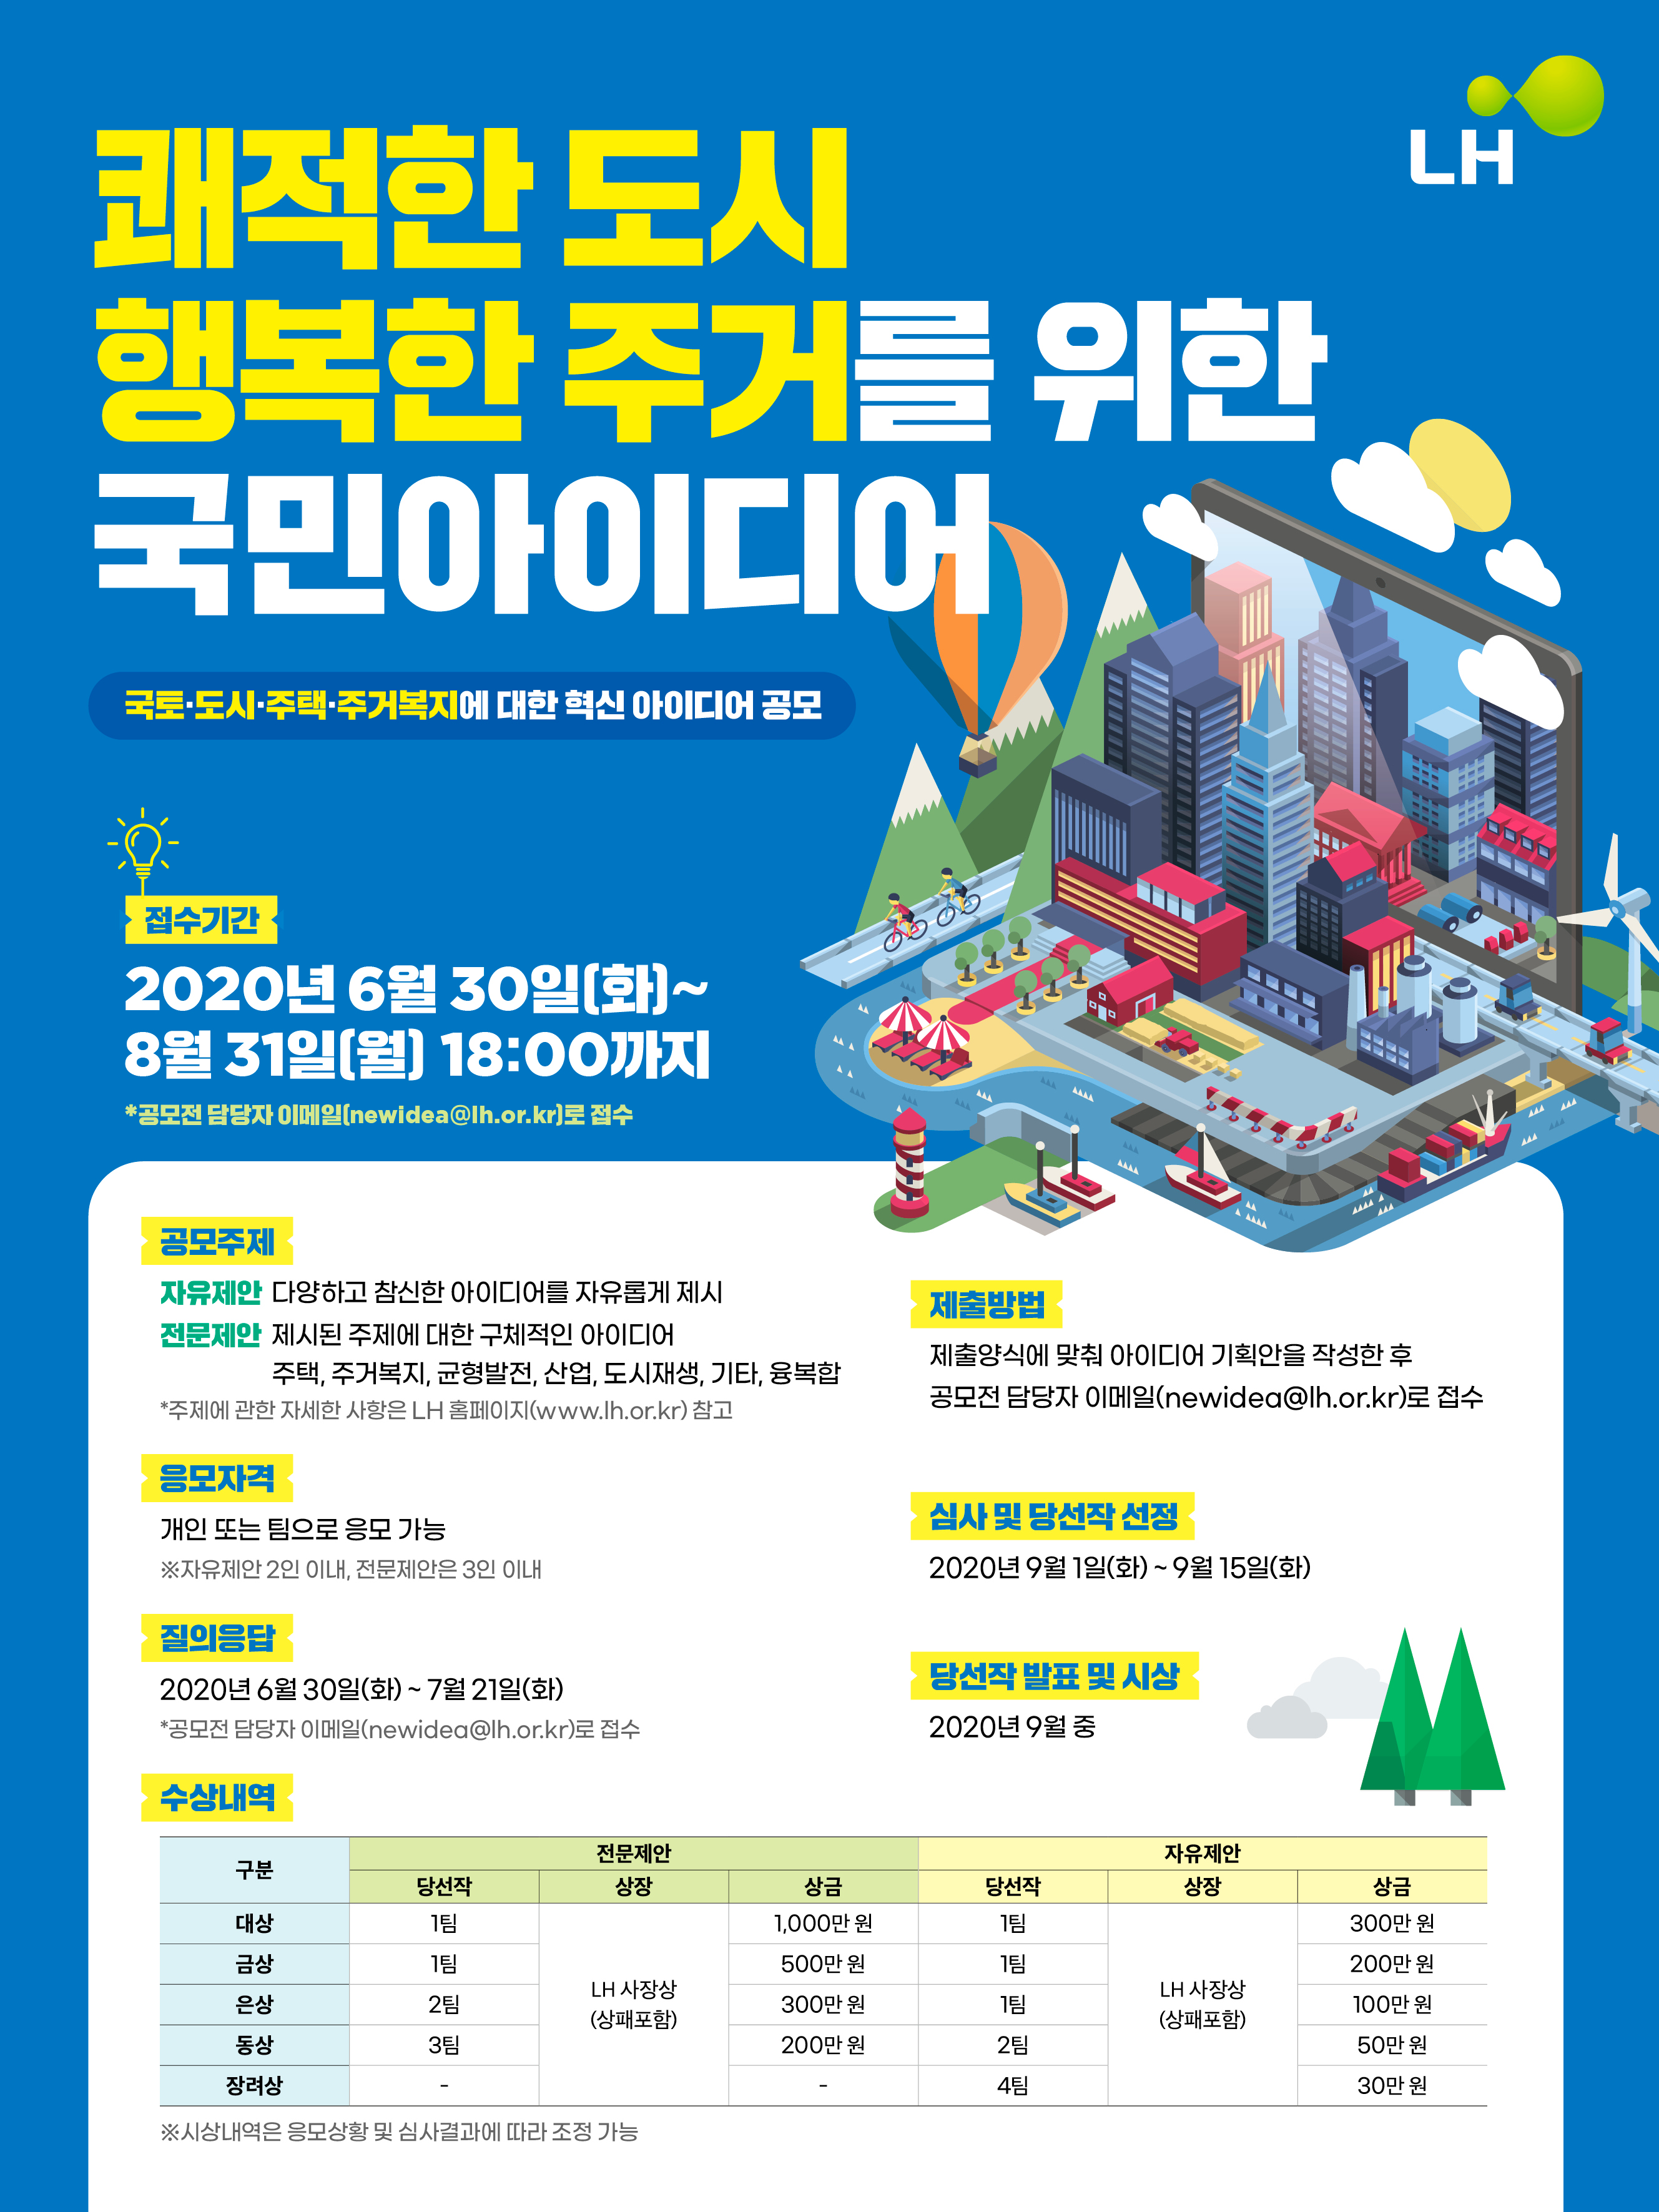 LH
쾌적한 도시
행복한 주거를 위한
국민아이디어
국토·도시·주택·주거복지에 대한 혁신 아이디어 공모
접수기간
2020년 6월 30일(화)~
8월 31일(월) 18:00까지
*공모전 담당자 이메일(newidea@lh.or.kr)로 접수
공모주제
자유제안 다양하고 참신한 아이디어를 자유롭게 제시
전문제안 제시된 주제에 대한 구체적인 아이디어
주택, 주거복지, 균형발전, 산업, 도시재생, 기타, 융복합
*주제에 관한 자세한 사항은 LH 홈페이지(www.lh.or.kr) 참고
응모자격
개인 또는 팀으로 응모 가능
※자유제안 2인 이내, 전문제안은 3인 이내
질의응답
2020년 6월 30일(화) ~ 7월 21일(화)
*공모전 담당자 이메일(newidea@lh.or.kr)로 접수
제출방법
제출양식에 맞춰 아이디어 기획안을 작성한 후
공모전 담당자 이메일(newidea@lh.or.kr)로 접수
심사 및 당선작 선정
2020년 9월 1일(화) ~ 9월 15일(화)
당선작 발표 및 시상
2020년 9월 중
수상내역
구분 전문제안 자유제안
당선작 상장 상금 당선작 상장 상금
대상 1팀 1,000만 원 1팀 300만 원
금상 1팀 500만 원 1팀 200만 원
은상 2팀 LH 사장상 300만 원 1팀 LH 사장상 100만 원
(상패포함) (상패포함)
동상 3팀 200만 원 2팀 50만 원
장려상 - - 4팀 30만 원
※시상내역은 응모상황 및 심사결과에 따라 조정 가능